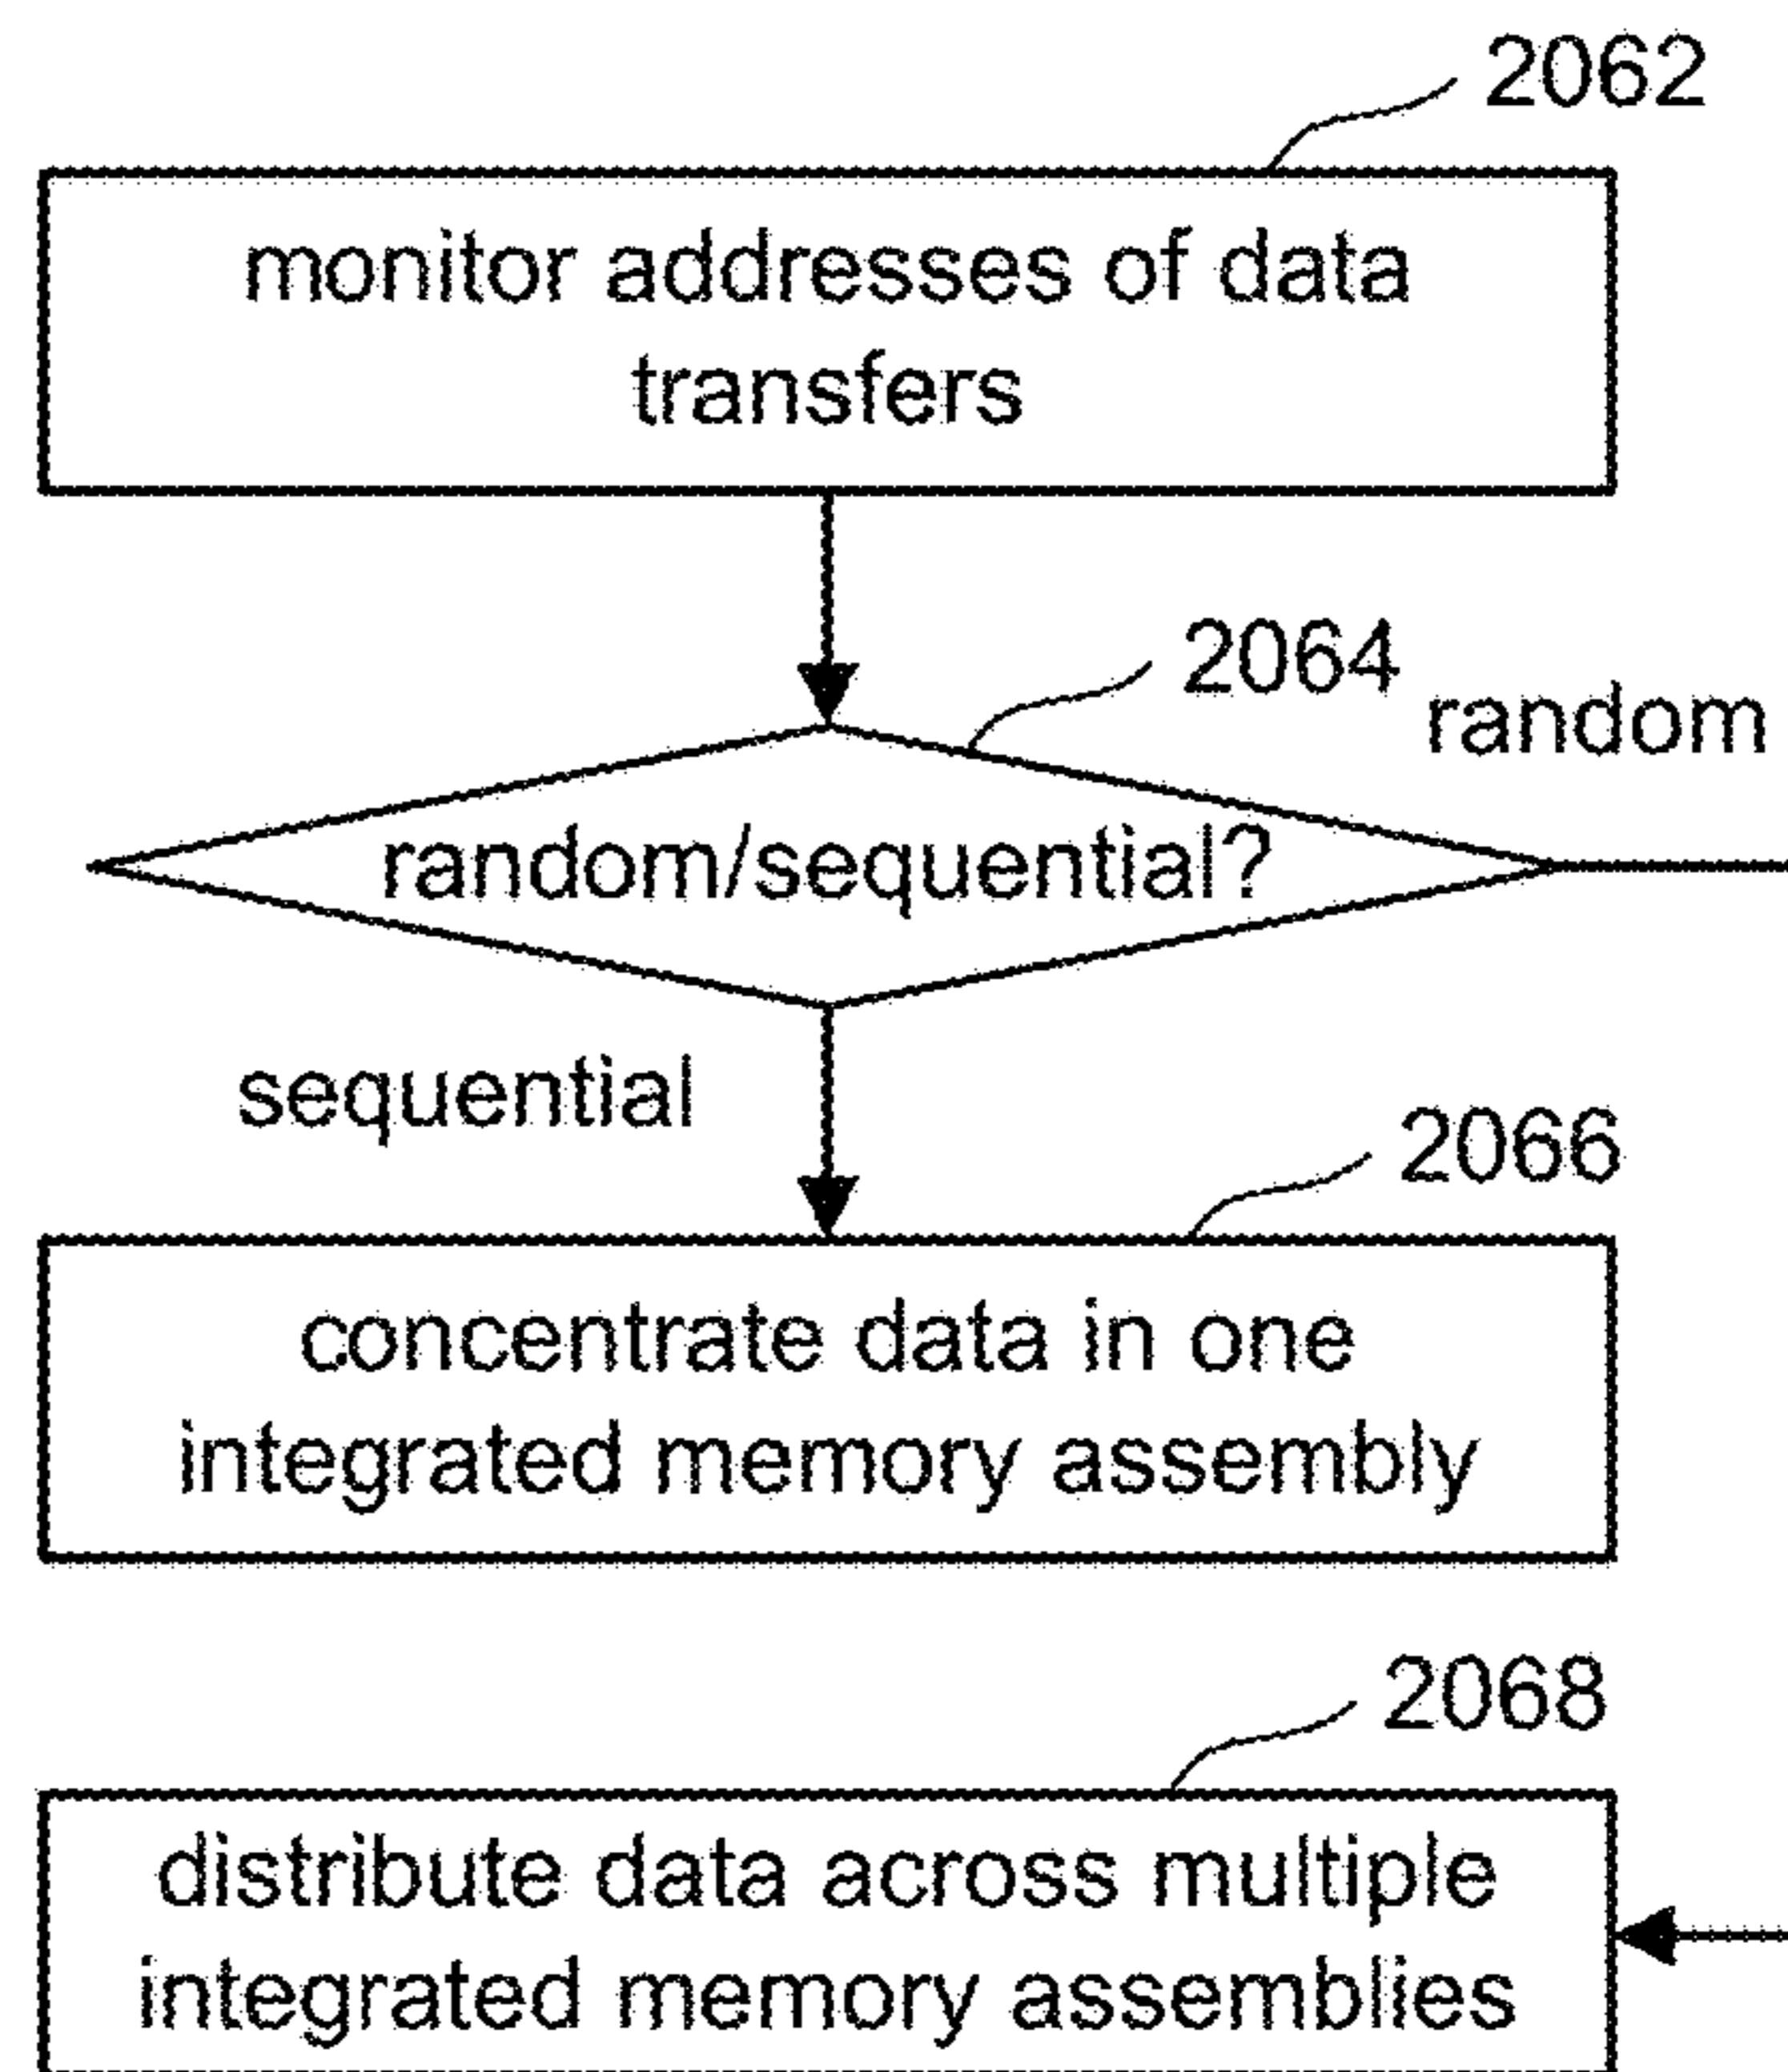 2062
monitor addresses of data
transfers
2064
random
random/sequential?
sequential
2066
concentrate data in one
integrated memory assembly
2068
distribute data across multiple
integrated memory assemblies